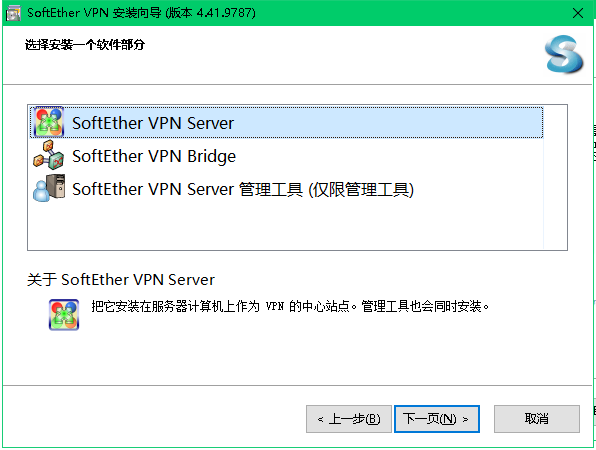 SoftEther VPN 安装向导 (版本 4.41.9787)
选择安装一个软件部分
SoftEther VPN Server
SoftEther VPN Bridge
SoftEther VPN Server 管理工具 (仅限管理工具)
关于 SoftEther VPN Server
把它安装在服务器计算机上作为 VPN 的中心站点。管理工具也会同时安装。
< 上一步(B)
下一页(N) >
取消